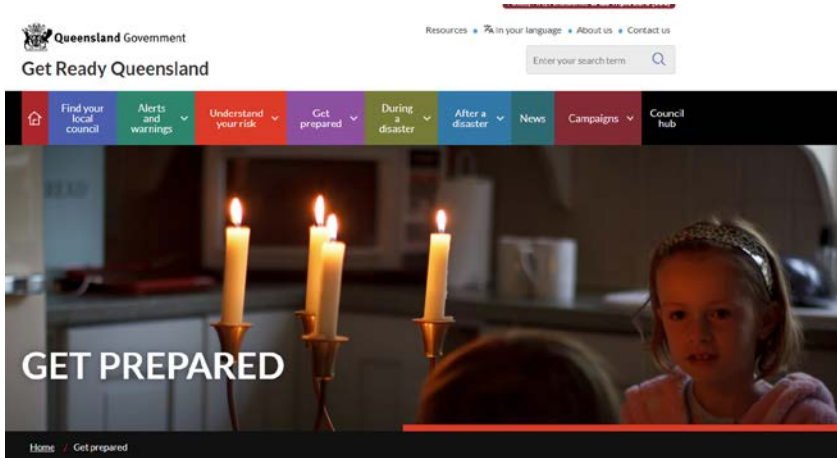 Resources In your language About us Contact us
Queensland Government
Get Ready Queensland
Enter your search term
Find your
local
council
Alerts
and
warnings
Understand
your risk
Get
prepared
During
a
disaster
After a
disaster
News
Campaigns
Council
hub
GET PREPARED
Home / Get prepared